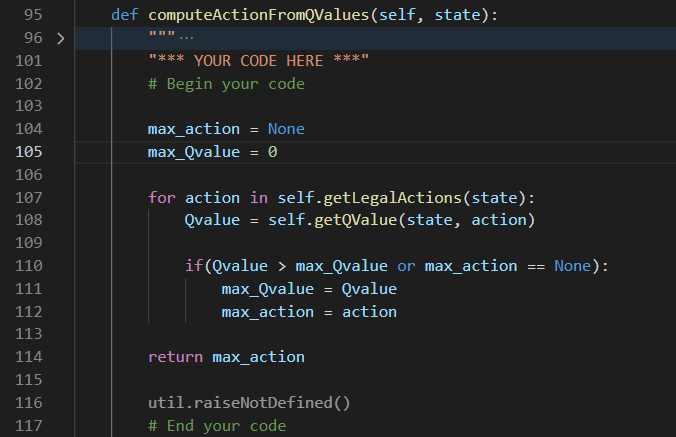 95 def computeActionFromQValues(self, state):
96 > """…
101 "*** YOUR CODE HERE ***"
102 # Begin your code
103
104 max_action = None
105 max_Qvalue = 0
106
107 for action in self.getLegalActions(state):
108 Qvalue = self.getQValue(state, action)
109
110 if(Qvalue > max_Qvalue or max_action == None):
111 max_Qvalue = Qvalue
112 max_action = action
113
114 return max_action
115
116 util.raiseNotDefined()
117 # End your code